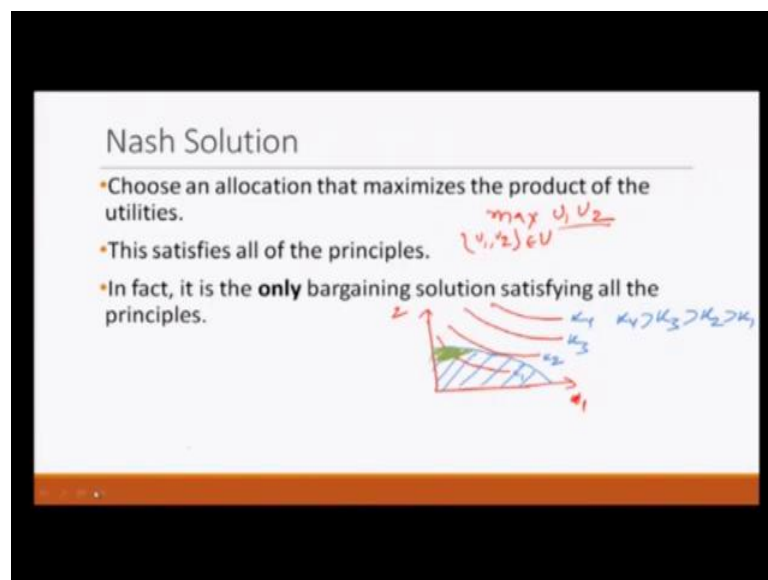 Nash Solution
•Choose an allocation that maximizes the product of the
utilities.
max U₁ U₂
(U₁,U₂) ∈ U
•This satisfies all of the principles.
•In fact, it is the only bargaining solution satisfying all the
principles.
2
K₄ K₄ > K₃ > K₂ > K₁
K₃
K₂
K₁
1